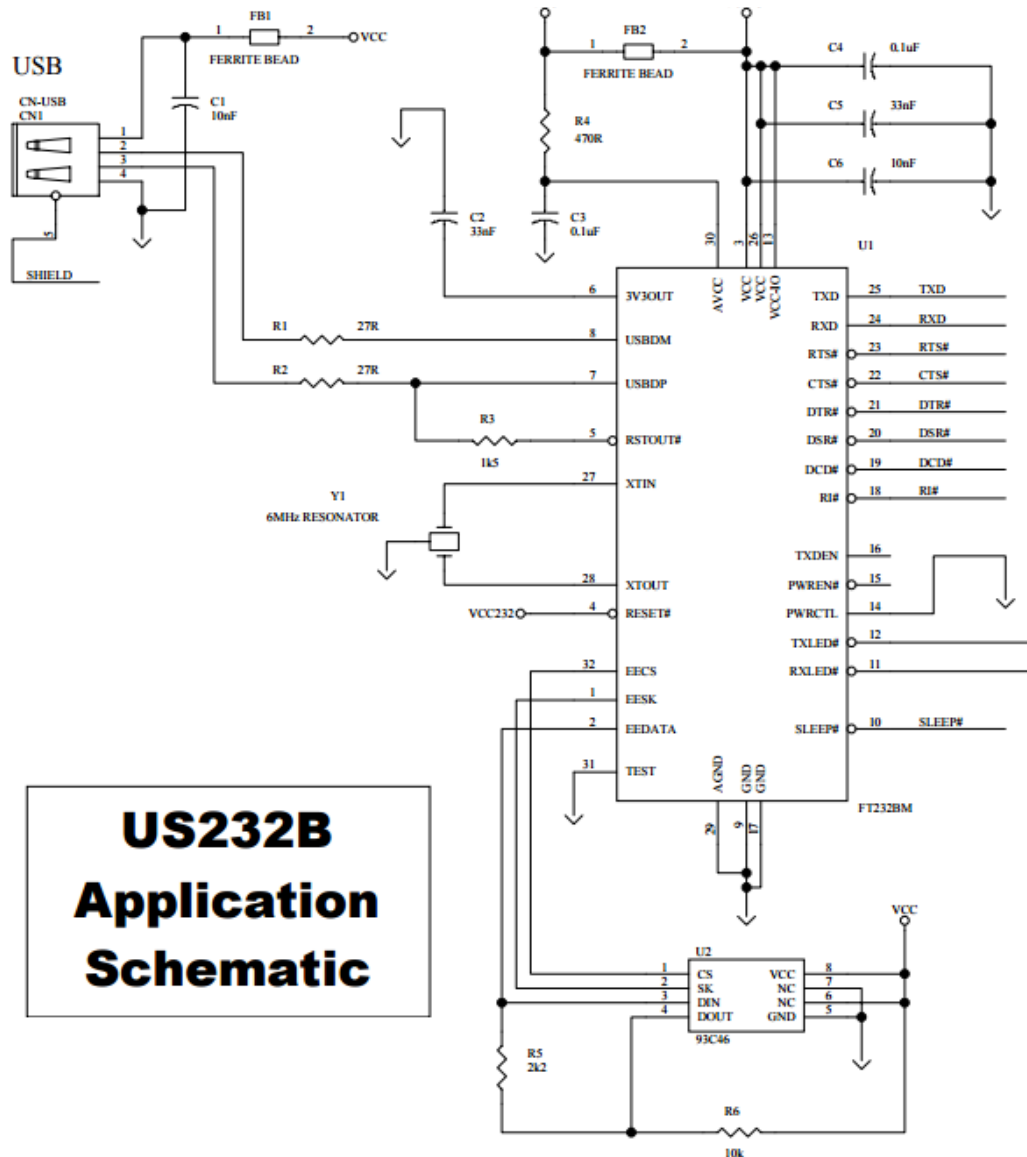 FB1
1 2 VCC
FERRITE BEAD
USB
CN-USB
CN1
C1
10nF
1
2
3
4
5
SHIELD
FB2
1 2
FERRITE BEAD
R4
470R
C4 0.1uF
C5 33nF
C6 10nF
C2
33nF
C3
0.1uF
30
3
26
13
U1
AVCC
VCC
VCC
VCC-IO
6 3V3OUT
R1 27R
8 USBDM
R2 27R
7 USBDP
R3
1k5
5 RSTOUT#
27 XTIN
Y1
6MHz RESONATOR
28 XTOUT
VCC232 4 RESET#
32 EECS
1 EESK
2 EEDATA
31 TEST
TXD 25 TXD
RXD 24 RXD
RTS# 23 RTS#
CTS# 22 CTS#
DTR# 21 DTR#
DSR# 20 DSR#
DCD# 19 DCD#
RI# 18 RI#
TXDEN 16
PWREN# 15
PWRCTL 14
TXLED# 12
RXLED# 11
SLEEP# 10 SLEEP#
AGND
GND
GND
29
9
17
FT232BM
US232B
Application
Schematic
VCC
U2
1 CS VCC 8
2 SK NC 7
3 DIN NC 6
4 DOUT GND 5
93C46
R5
2k2
R6
10k